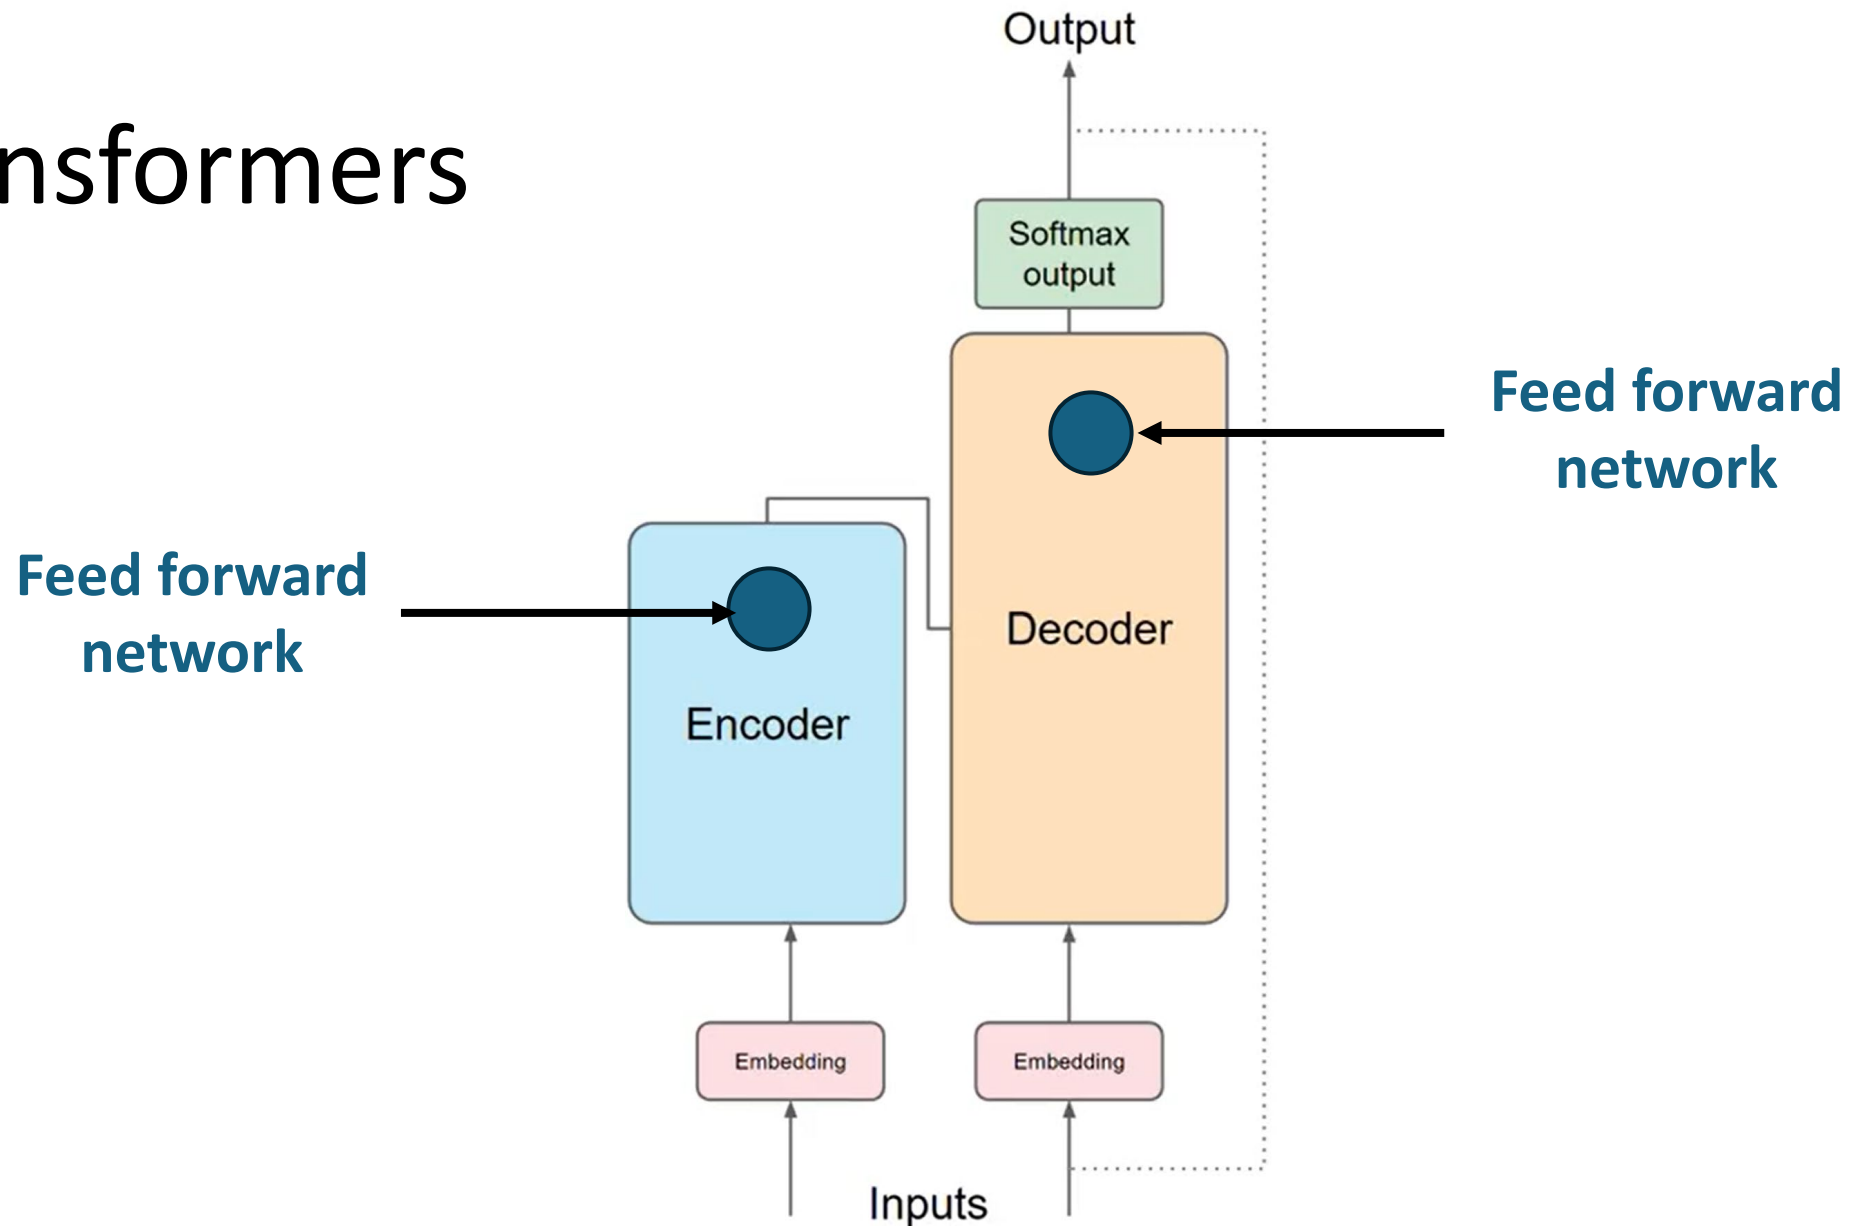 Output
nsformers
Softmax
output
Feed forward
network
Feed forward
network
Decoder
Encoder
Embedding
Embedding
Inputs